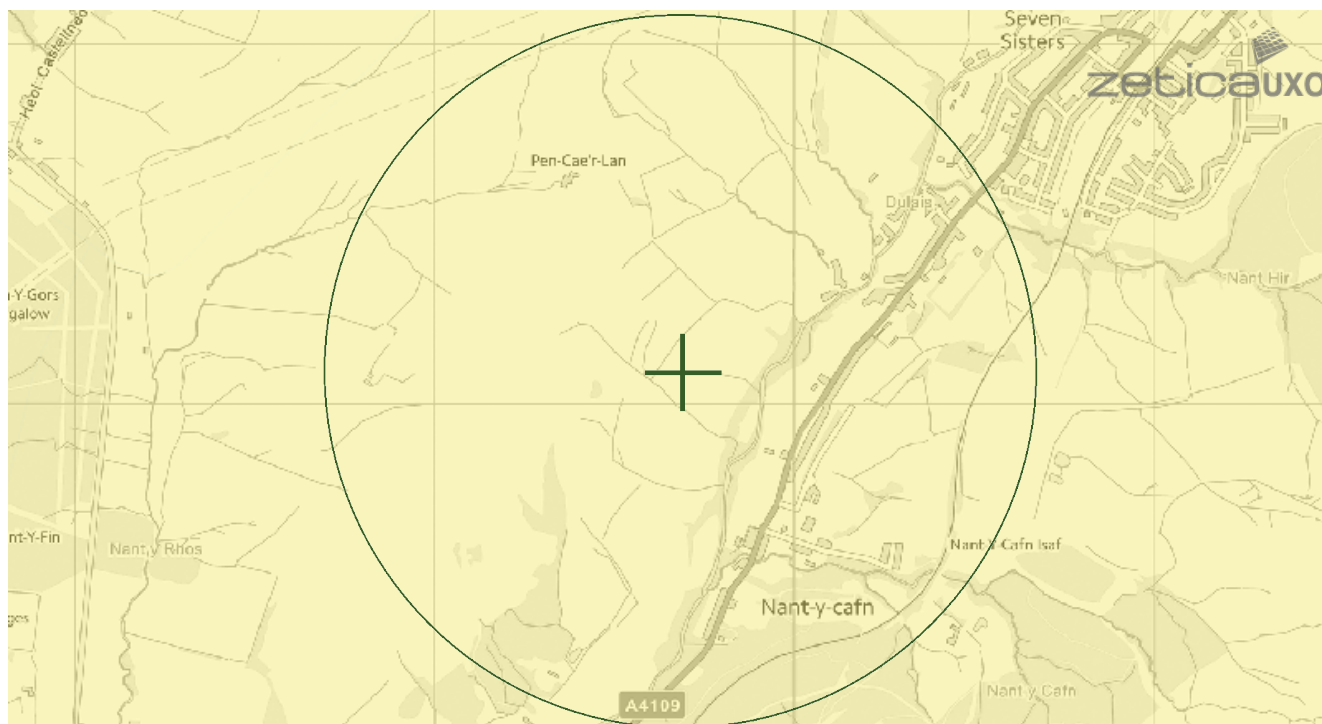 Seven
Sisters
zeticauxo
Heol Castellne
Pen-Cae'r-Lan
Dulais
Nant Hir
-Y-Gors
galow
nt-Y-Fin
Nant y Rhos
Nant-Y-Cafn Isaf
ges
Nant-y-cafn
Nant y Cafn
A4109